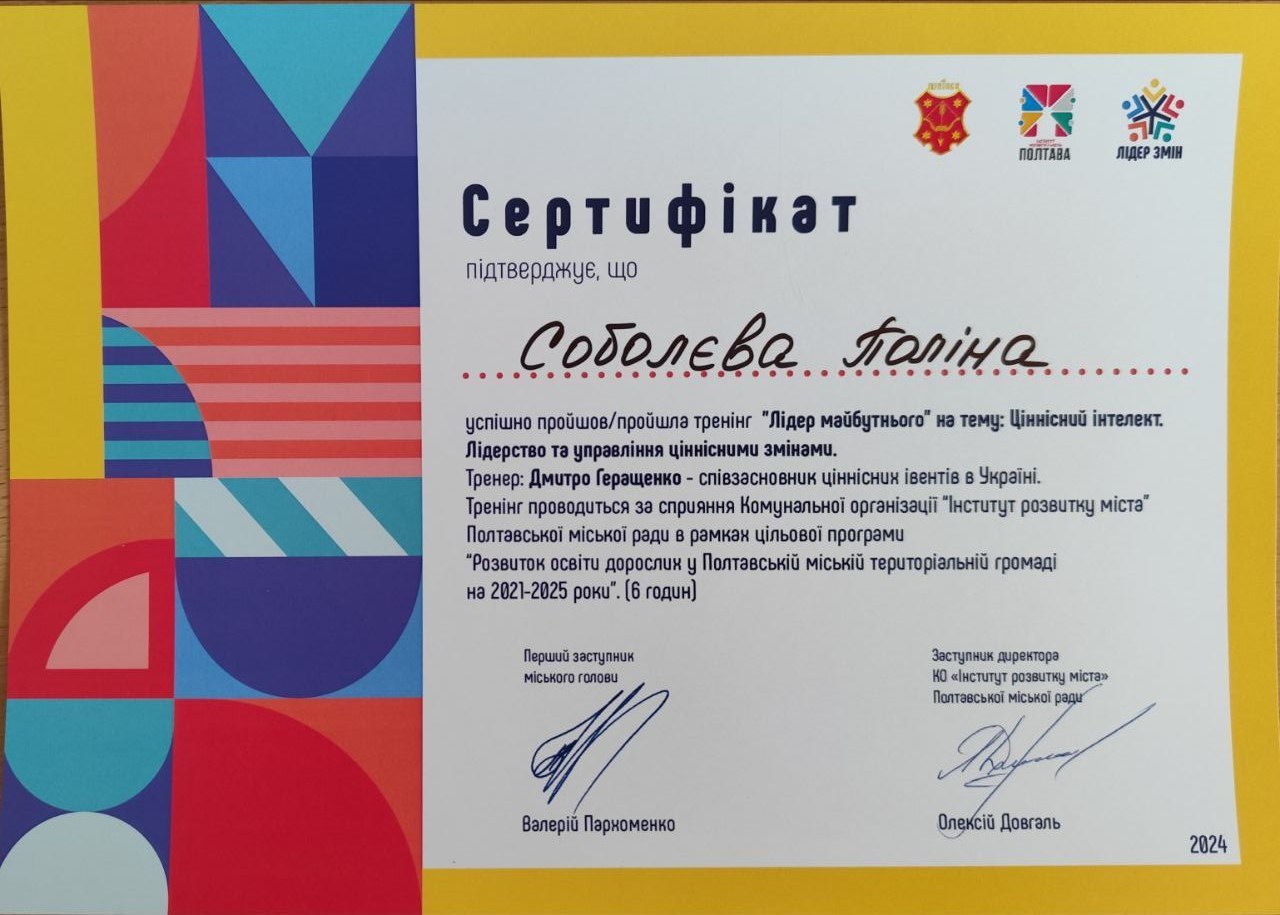 ПОЛТАВА
ПОЛТАВА
ЛІДЕР ЗМІН
Сертифікат
підтверджує, що
Соболєва Поліна
успішно пройшов/пройшла тренінг "Лідер майбутнього" на тему: Ціннісний інтелект.
Лідерство та управління ціннісними змінами.
Тренер: Дмитро Геращенко - співзасновник ціннісних івентів в Україні.
Тренінг проводиться за сприяння Комунальної організації "Інститут розвитку міста"
Полтавської міської ради в рамках цільової програми
"Розвиток освіти дорослих у Полтавській міській територіальній громаді
на 2021-2025 роки". (6 годин)
Перший заступник
міського голови
Валерій Пархоменко
Заступник директора
КО «Інститут розвитку міста»
Полтавської міської ради
Олексій Довгаль
2024